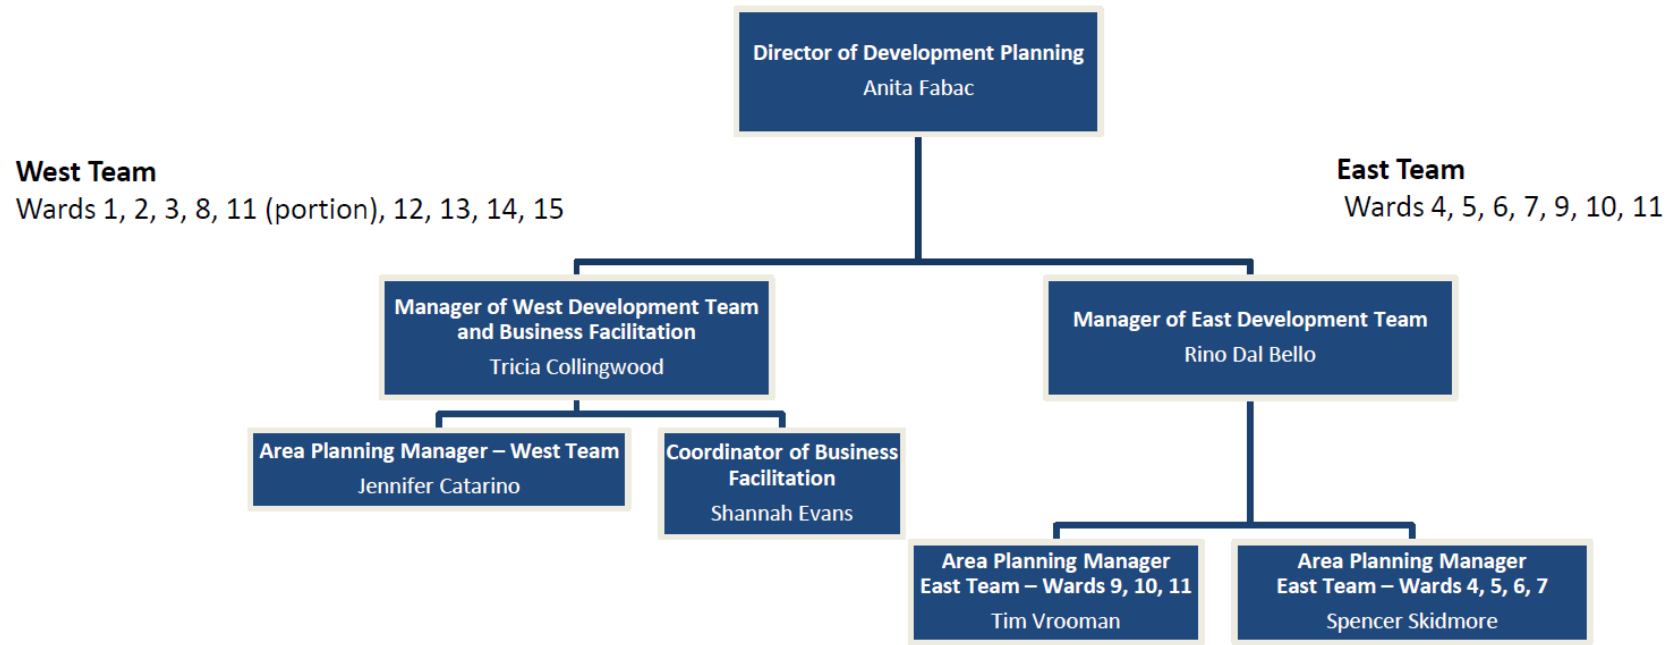 Director of Development Planning
Anita Fabac
West Team
Wards 1, 2, 3, 8, 11 (portion), 12, 13, 14, 15
East Team
Wards 4, 5, 6, 7, 9, 10, 11
Manager of West Development Team
and Business Facilitation
Tricia Collingwood
Manager of East Development Team
Rino Dal Bello
Area Planning Manager – West Team
Jennifer Catarino
Coordinator of Business
Facilitation
Shannah Evans
Area Planning Manager
East Team – Wards 9, 10, 11
Tim Vrooman
Area Planning Manager
East Team – Wards 4, 5, 6, 7
Spencer Skidmore